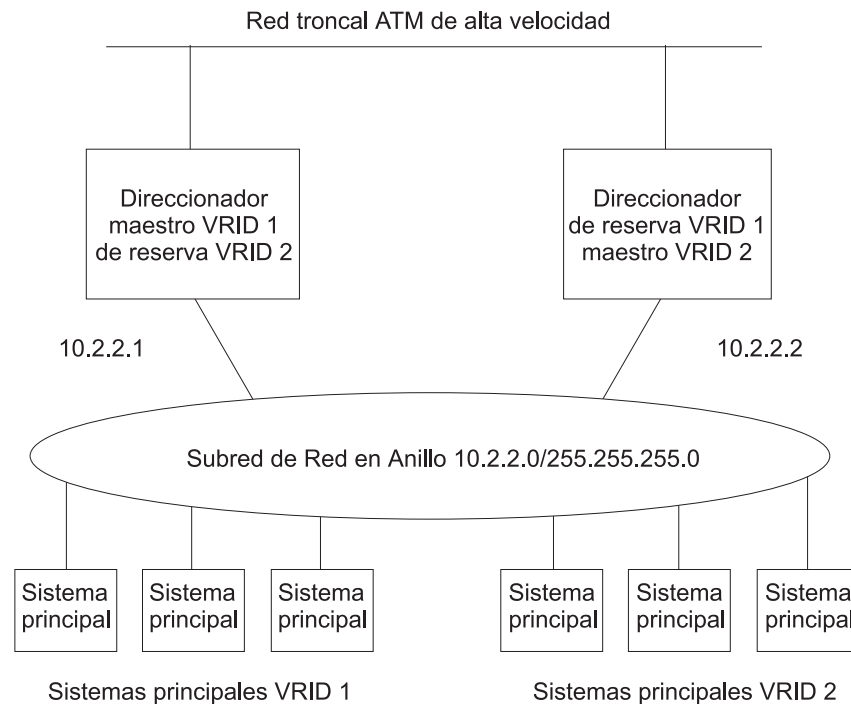 Red troncal ATM de alta velocidad
Direccionador
maestro VRID 1
de reserva VRID 2
Direccionador
de reserva VRID 1
maestro VRID 2
10.2.2.1
10.2.2.2
Subred de Red en Anillo 10.2.2.0/255.255.255.0
Sistema
principal
Sistema
principal
Sistema
principal
Sistema
principal
Sistema
principal
Sistema
principal
Sistemas principales VRID 1
Sistemas principales VRID 2